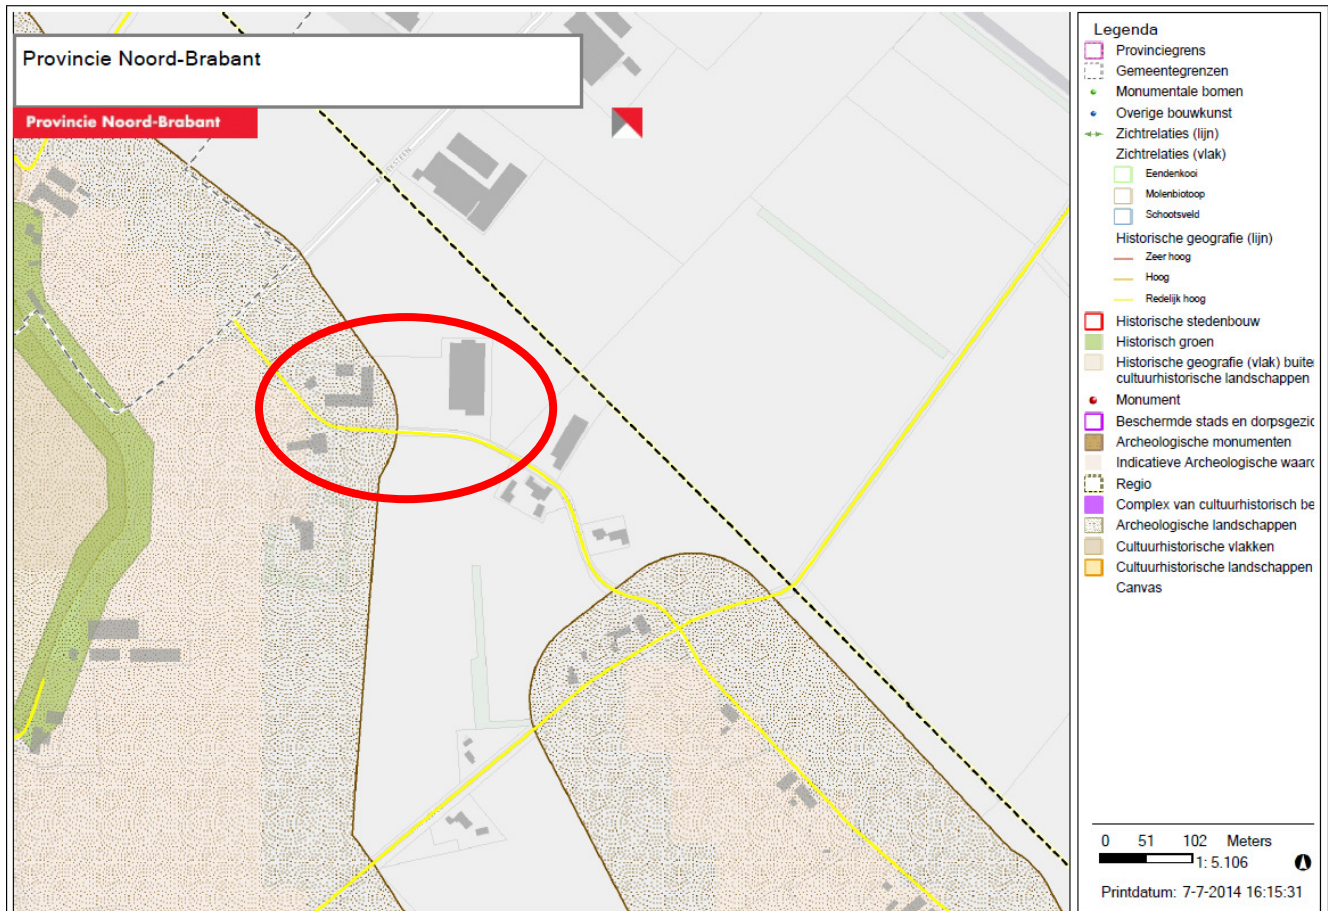 Provincie Noord-Brabant
Provincie Noord-Brabant
Legenda
Provinciegrens
Gemeentegrenzen
Monumentale bomen
Overige bouwkunst
Zichtrelaties (lijn)
Zichtrelaties (vlak)
Eendenkooi
Molenbiotoop
Schootsveld
Historische geografie (lijn)
Zeer hoog
Hoog
Redelijk hoog
Historische stedenbouw
Historisch groen
Historische geografie (vlak) buite
cultuurhistorische landschappen
Monument
Beschermde stads en dorpsgezic
Archeologische monumenten
Indicatieve Archeologische waarc
Regio
Complex van cultuurhistorisch be
Archeologische landschappen
Cultuurhistorische vlakken
Cultuurhistorische landschappen
Canvas
0 51 102 Meters
1: 5.106
Printdatum: 7-7-2014 16:15:31